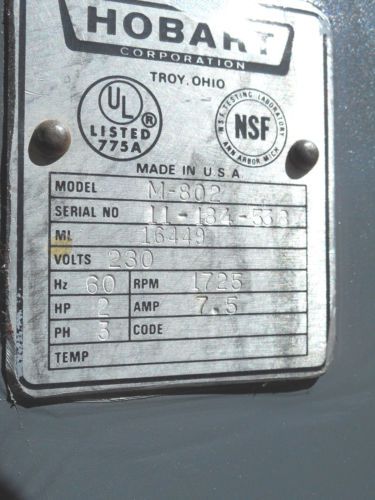 HOBART
CORPORATION
TROY, OHIO
UL ®
LISTED
775A
NSF TESTING LABORATORY
ANN ARBOR, MICH.
NSF
MADE IN U.S.A.
MODEL M-802
SERIAL NO 11-184-538
ML 16449
VOLTS 230
Hz 60 RPM 1725
HP 2 AMP 7.5
PH 3 CODE
TEMP